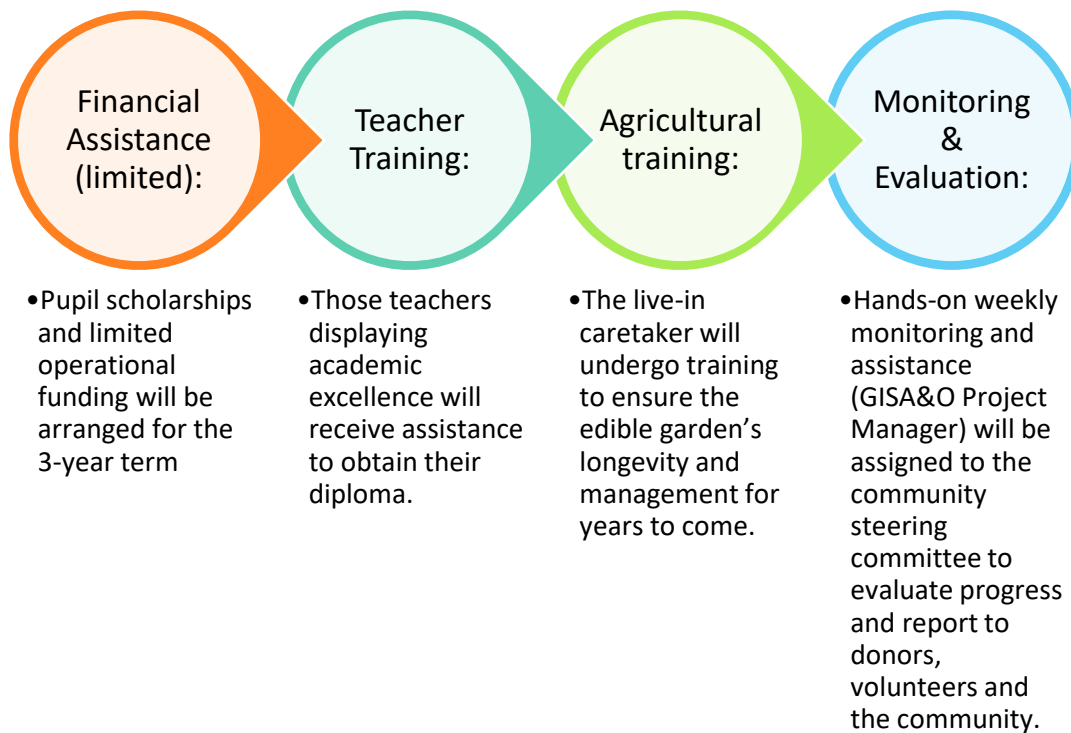 Financial
Assistance
(limited):
•Pupil scholarships
and limited
operational
funding will be
arranged for the
3-year term
Teacher
Training:
•Those teachers
displaying
academic
excellence will
receive assistance
to obtain their
diploma.
Agricultural
training:
•The live-in
caretaker will
undergo training
to ensure the
edible garden’s
longevity and
management for
years to come.
Monitoring
&
Evaluation:
•Hands-on weekly
monitoring and
assistance
(GISA&O Project
Manager) will be
assigned to the
community
steering
committee to
evaluate progress
and report to
donors,
volunteers and
the community.